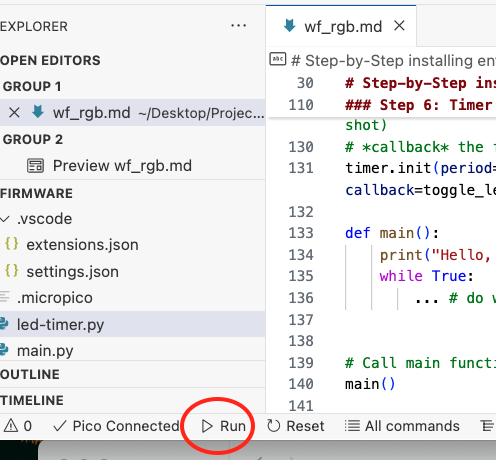 EXPLORER
OPEN EDITORS
GROUP 1
wf_rgb.md ~/Desktop/Projec...
GROUP 2
Preview wf_rgb.md
FIRMWARE
.vscode
{} extensions.json
{} settings.json
.micropico
led-timer.py
main.py
OUTLINE
TIMELINE
wf_rgb.md
abc # Step-by-Step installing en
30 # Step-by-Step ins
110 ### Step 6: Timer
shot)
130 # *callback* the f
131 timer.init(period=
callback=toggle_le
132
133 def main():
134 print("Hello,
135 while True:
136 ... # do w
137
138
139 # Call main functi
140 main()
141
0 Pico Connected Run Reset All commands